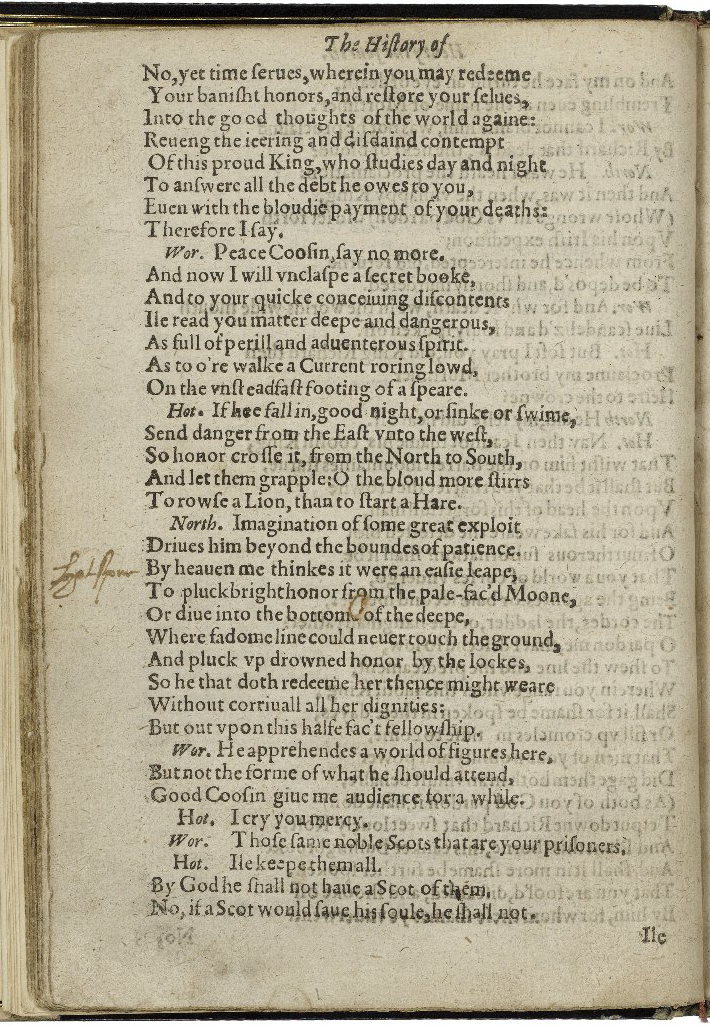 The Hiſtory of
No, yet time ſerues, wherein you may redeeme
Your baniſht honors, and reſtore your ſelues,
Into the good thoughts of the world againe:
Reueng the ieering and diſdaind contempt
Of this proud King, who ſtudies day and night
To anſwere all the debt he owes to you,
Euen with the bloudie payment of your deaths:
Therefore I ſay.
Wor. Peace Cooſin, ſay no more.
And now I will vnclaſpe a ſecret booke,
And to your quicke conceiuing diſcontents
Ile read you matter deepe and dangerous,
As full of perill and aduenterous ſpirit.
As to o're walke a Current roring lowd,
On the vnſteadfaſt footing of a ſpeare.
Hot. If hee fall in, good night, or ſinke or ſwime,
Send danger from the Eaſt vnto the weſt,
So honor croſſe it, from the North to South,
And let them grapple: O the bloud more ſtirrs
To rowſe a Lion, than to ſtart a Hare.
North. Imagination of ſome great exploit
Driues him beyond the boundes of patience.
By heauen me thinkes it were an eaſie leape,
To pluck bright honor from the pale-fac'd Moone,
Or diue into the bottome of the deepe,
Where fadome line could neuer touch the ground,
And pluck vp drowned honor by the lockes,
So he that doth redeeme her thence might weare
Without corriuall all her dignities:
But out vpon this halfe fac't fellowſhip.
Wor. He apprehendes a world of figures here,
But not the forme of what he ſhould attend,
Good Cooſin giue me audience for a while.
Hot. I cry you mercy.
Wor. Thoſe ſame noble Scots that are your priſoners.
Hot. Ile keepe them all.
By God he ſhall not haue a Scot of them,
No, if a Scot would ſaue his ſoule, he ſhall not.
Ile